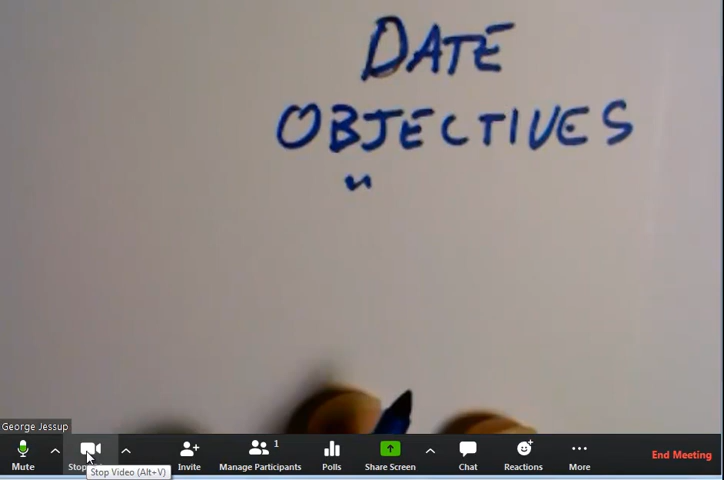 DATE
OBJECTIVES
"
George Jessup
Mute
Stop
Stop Video (Alt+V)
Invite
1
Manage Participants
Polls
Share Screen
Chat
Reactions
More
End Meeting